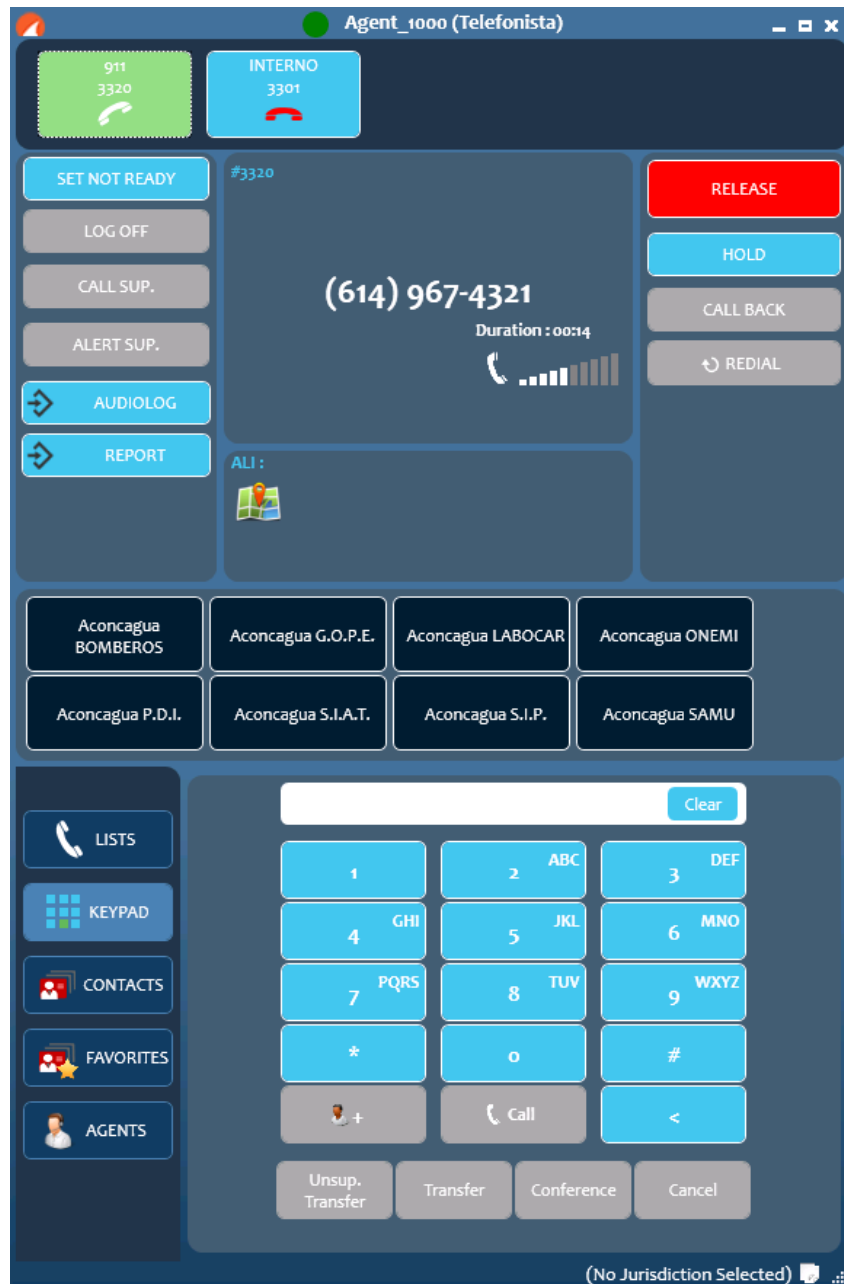 Agent_1000 (Telefonista)
911
3320
INTERNO
3301
SET NOT READY
LOG OFF
CALL SUP.
ALERT SUP.
AUDIOLOG
REPORT
#3320
(614) 967-4321
Duration : 00:14
ALI :
RELEASE
HOLD
CALL BACK
REDIAL
Aconcagua
BOMBEROS
Aconcagua G.O.P.E.
Aconcagua LABOCAR
Aconcagua ONEMI
Aconcagua P.D.I.
Aconcagua S.I.A.T.
Aconcagua S.I.P.
Aconcagua SAMU
LISTS
KEYPAD
CONTACTS
FAVORITES
AGENTS
Clear
1
2 ABC
3 DEF
4 GHI
5 JKL
6 MNO
7 PQRS
8 TUV
9 WXYZ
*
0
#
+
Call
<
Unsup.
Transfer
Transfer
Conference
Cancel
(No Jurisdiction Selected)